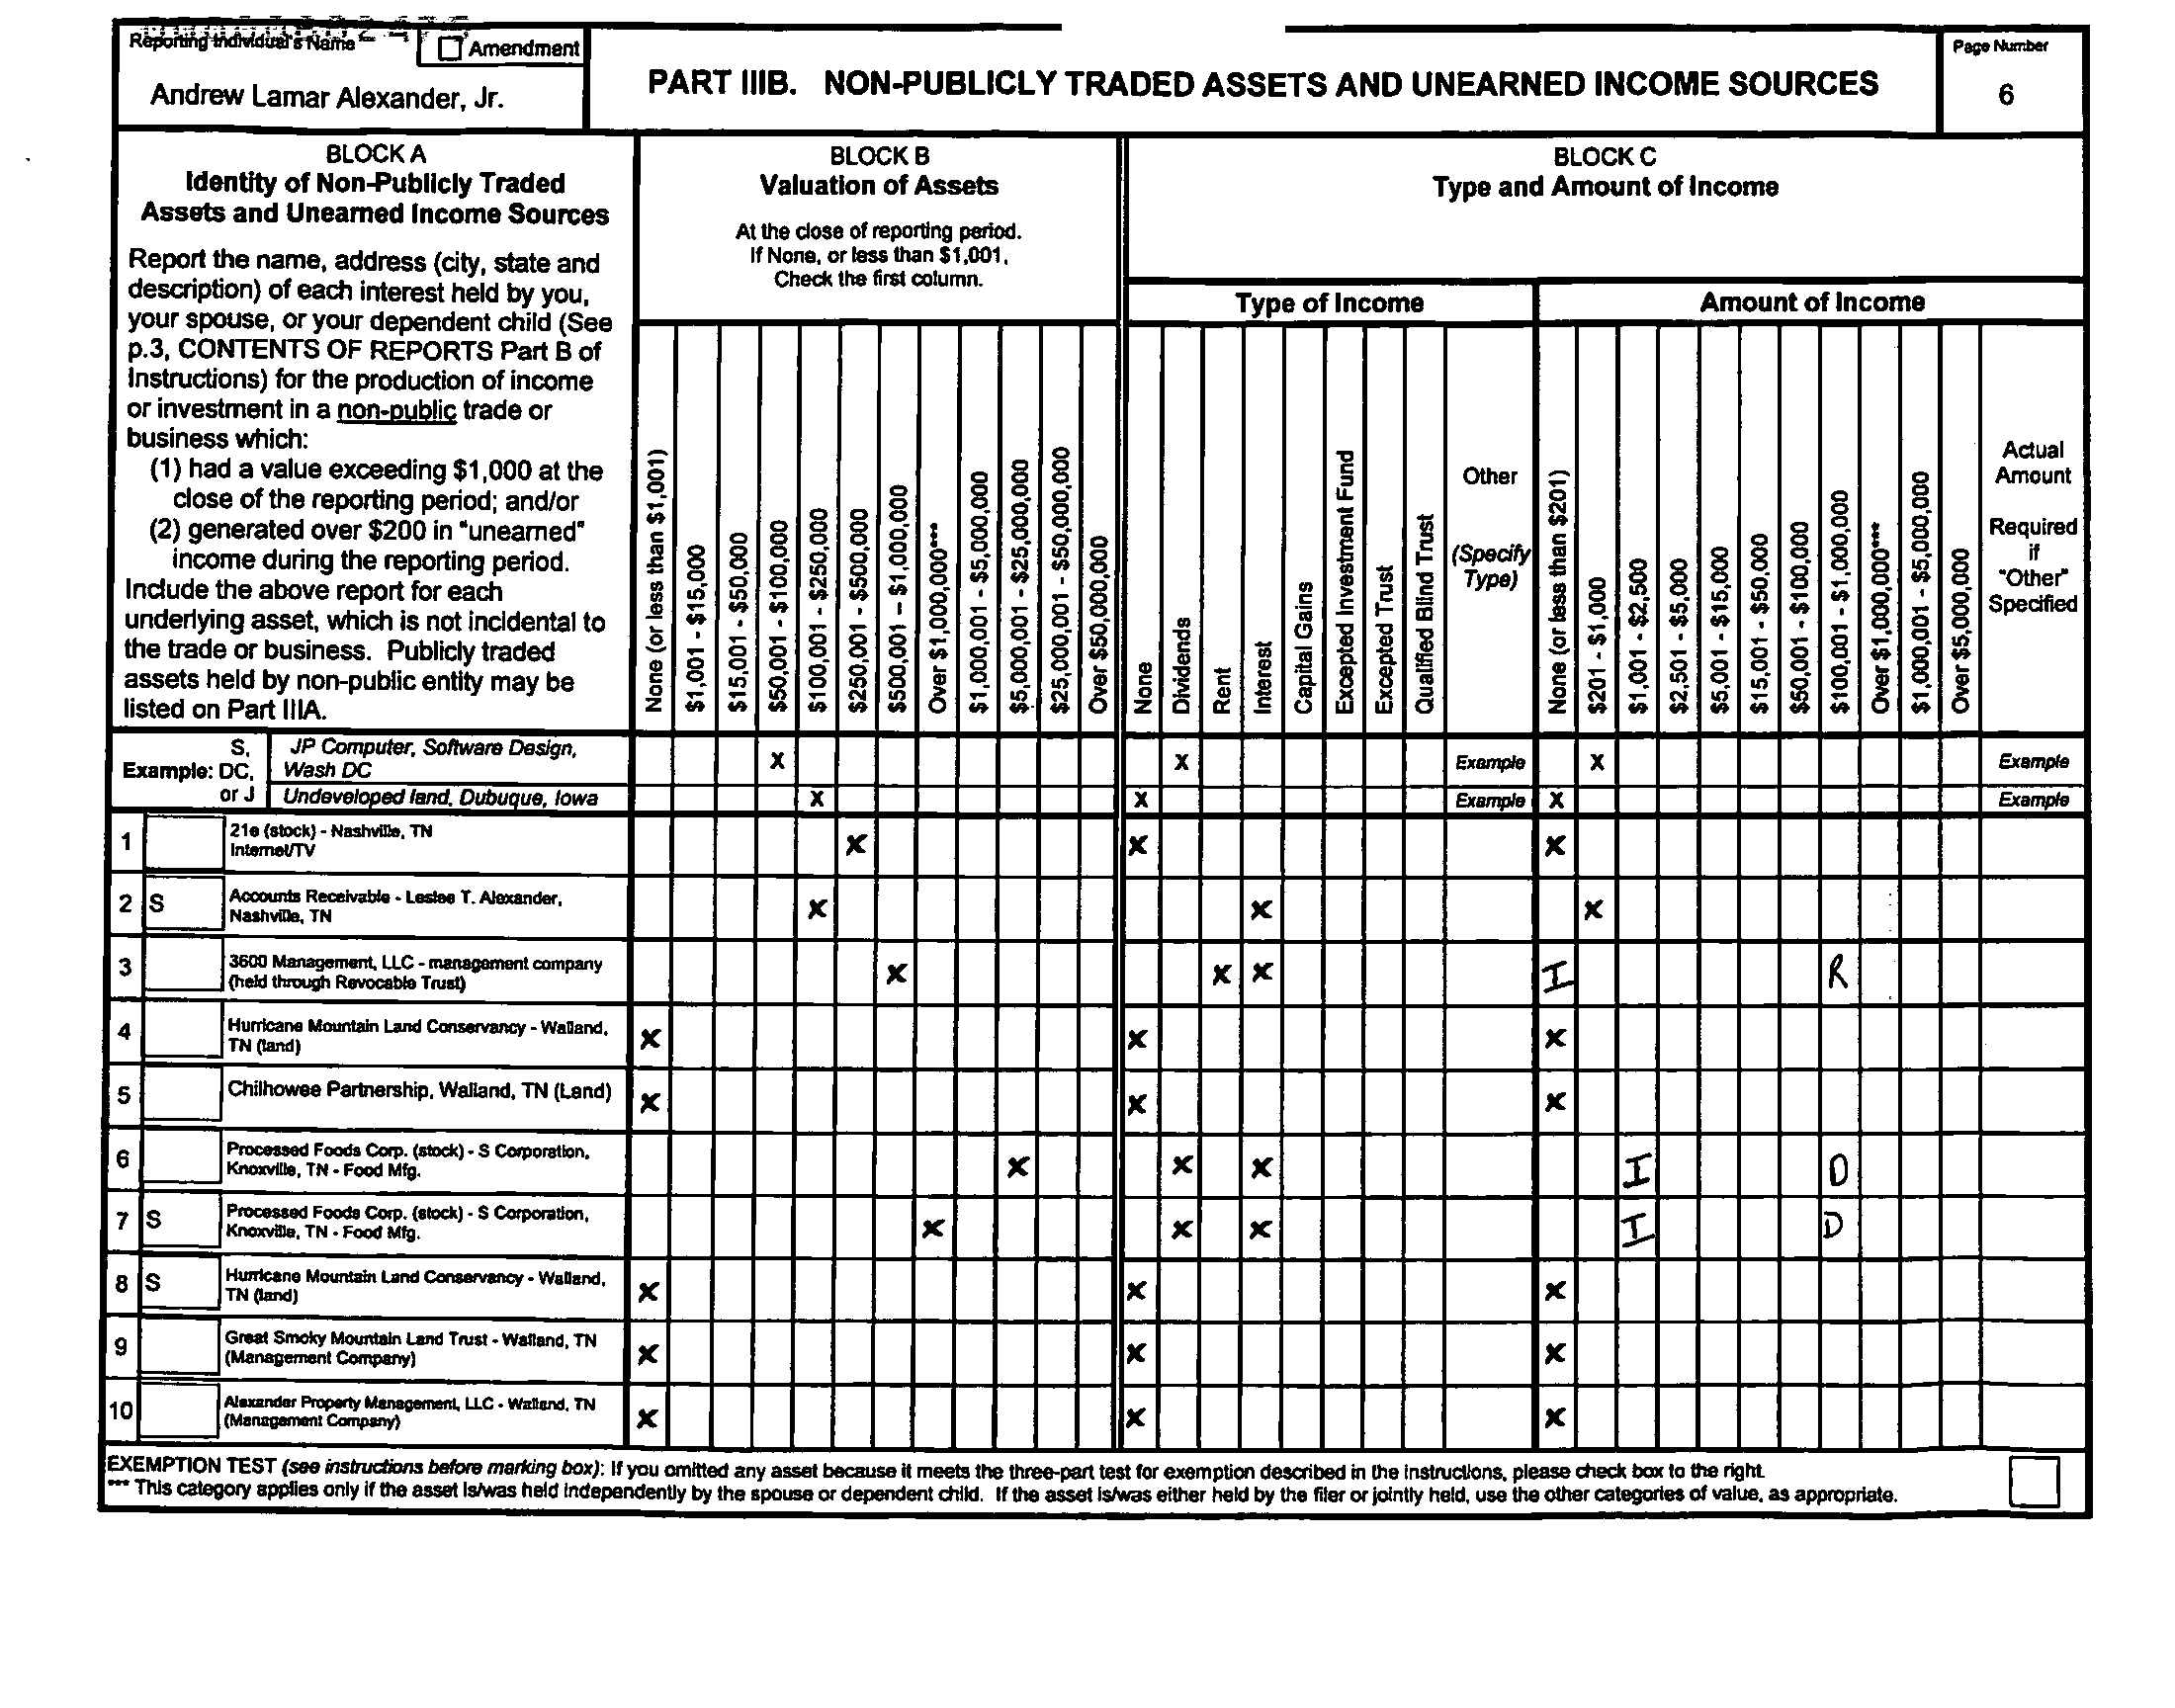 Reporting Individual's Name
Amendment
Andrew Lamar Alexander, Jr.
PART IIIB. NON-PUBLICLY TRADED ASSETS AND UNEARNED INCOME SOURCES
Page Number
6
BLOCK A
Identity of Non-Publicly Traded
Assets and Unearned Income Sources
Report the name, address (city, state and
description) of each interest held by you,
your spouse, or your dependent child (See
p.3, CONTENTS OF REPORTS Part B of
Instructions) for the production of income
or investment in a non-public trade or
business which:
(1) had a value exceeding $1,000 at the
close of the reporting period; and/or
(2) generated over $200 in "unearned"
income during the reporting period.
Include the above report for each
underlying asset, which is not incidental to
the trade or business. Publicly traded
assets held by non-public entity may be
listed on Part IIIA.
BLOCK B
Valuation of Assets
At the close of reporting period.
If None, or less than $1,001,
Check the first column.
None (or less than $1,001)
$1,001 - $15,000
$15,001 - $50,000
$50,001 - $100,000
$100,001 - $250,000
$250,001 - $500,000
$500,001 – $1,000,000
Over $1,000,000***
$1,000,001 - $5,000,000
$5,000,001 - $25,000,000
$25,000,001 - $50,000,000
Over $50,000,000
BLOCK C
Type and Amount of Income
Type of Income
None
Dividends
Rent
Interest
Capital Gains
Excepted Investment Fund
Excepted Trust
Qualified Blind Trust
Other
(Specify
Type)
Amount of Income
None (or less than $201)
$201 - $1,000
$1,001 - $2,500
$2,501 - $5,000
$5,001 - $15,000
$15,001 - $50,000
$50,001 - $100,000
$100,001 - $1,000,000
Over $1,000,000***
$1,000,001 - $5,000,000
Over $5,000,000
Actual
Amount
Required
if
"Other"
Specified
Example: S, DC, or J
JP Computer, Software Design,
Wash DC
X X Example X Example
Undeveloped land, Dubuque, Iowa X X Example X Example
1 21e (stock) - Nashville, TN
Internet/TV
X X X
2 S Accounts Receivable - Leslee T. Alexander,
Nashville, TN
X X X
3 3600 Management, LLC - management company
(held through Revocable Trust)
X X X I R
4 Hurricane Mountain Land Conservancy - Walland,
TN (land)
X X X
5 Chilhowee Partnership, Walland, TN (Land)
X X X
6 Processed Foods Corp. (stock) - S Corporation,
Knoxville, TN - Food Mfg.
X X X I D
7 S Processed Foods Corp. (stock) - S Corporation,
Knoxville, TN - Food Mfg.
X X X I D
8 S Hurricane Mountain Land Conservancy - Walland,
TN (land)
X X X
9 Great Smoky Mountain Land Trust - Walland, TN
(Management Company)
X X X
10 Alexander Property Management, LLC - Walland, TN
(Management Company)
X X X
EXEMPTION TEST (see instructions before marking box): If you omitted any asset because it meets the three-part test for exemption described in the instructions, please check box to the right.
*** This category applies only if the asset is/was held independently by the spouse or dependent child. If the asset is/was either held by the filer or jointly held, use the other categories of value, as appropriate.